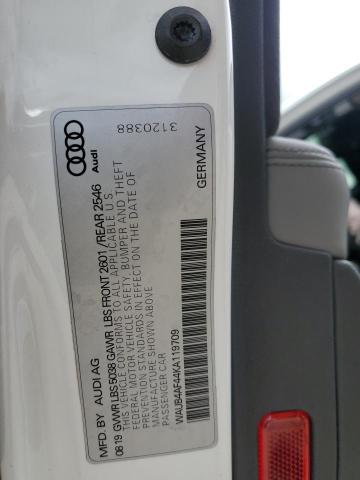 MFD. BY AUDI AG
0819 GVWR LBS 5038 GAWR LBS FRONT 2601 / REAR 2546
THIS VEHICLE CONFORMS TO ALL APPLICABLE U S
FEDERAL MOTOR VEHICLE SAFETY, BUMPER AND THEFT
PREVENTION STANDARDS IN EFFECT ON THE DATE OF
MANUFACTURE SHOWN ABOVE
PASSENGER CAR
WAUB4AF44KA119709
Audi
3120388
GERMANY